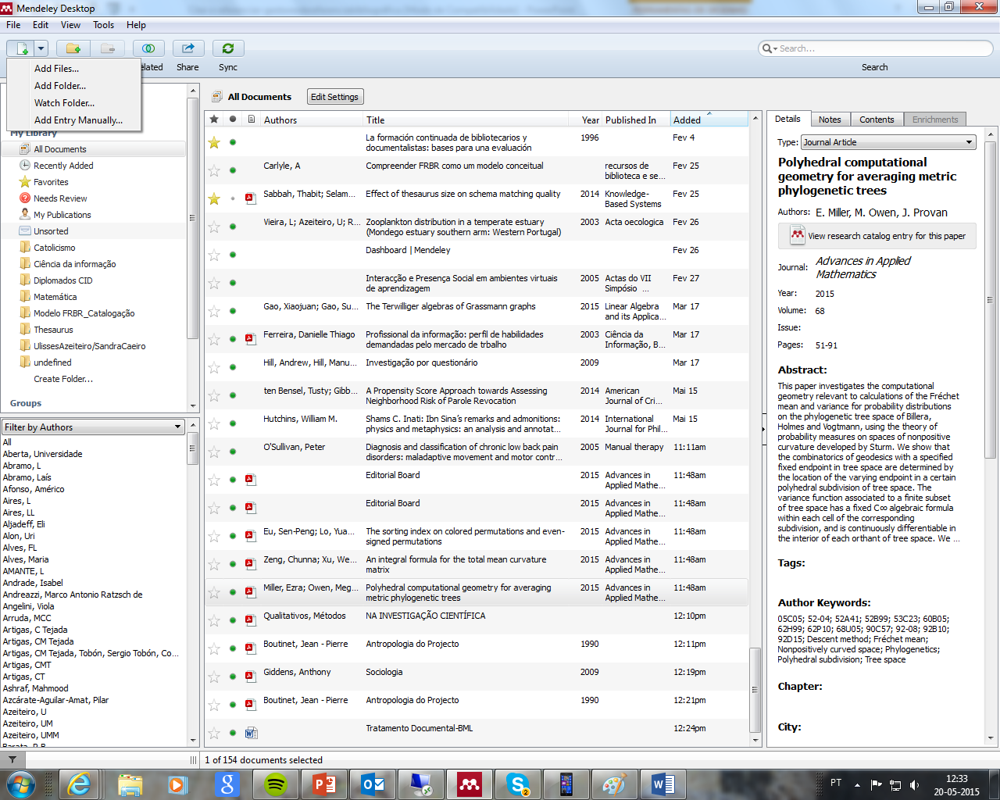 Mendeley Desktop
File Edit View Tools Help
Add Files...
Add Folder...
Watch Folder...
Add Entry Manually...
elated Share Sync
Search...
Search
My Library
All Documents
Recently Added
Favorites
Needs Review
My Publications
Unsorted
Catolicismo
Ciência da informação
Diplomados CID
Matemática
Modelo FRBR_Catalogação
Thesaurus
UlissesAzeiteiro/SandraCaeiro
undefined
Create Folder...
Groups
Filter by Authors
All
Aberta, Universidade
Abramo, L
Abramo, Laís
Afonso, Américo
Aires, L
Aires, LL
Aljadeff, Eli
Alon, Uri
Alves, FL
Alves, Maria
AMANTE, L
Andrade, Isabel
Andreazzi, Marco Antonio Ratzsch de
Angelini, Viola
Arruda, MCC
Artigas, C Tejada
Artigas, CM Tejada
Artigas, CM Tejada, Tobón, Sergio Tobón, Co...
Artigas, CMT
Artigas, CT
Ashraf, Mahmood
Azcárate-Aguilar-Amat, Pilar
Azeiteiro, U
Azeiteiro, UM
Azeiteiro, UMM
Barata, P B
All Documents Edit Settings
Authors Title Year Published In Added
La formación continuada de bibliotecarios y 1996 Fev 4
documentalistas: bases para una evaluación
Carlyle, A Compreender FRBR como um modelo conceitual recursos de Fev 25
biblioteca e se...
Sabbah, Thabit; Selam... Effect of thesaurus size on schema matching quality 2014 Knowledge- Fev 25
Based Systems
Vieira, L; Azeiteiro, U; R... Zooplankton distribution in a temperate estuary 2003 Acta oecologica Fev 26
(Mondego estuary southern arm: Western Portugal)
Dashboard | Mendeley Fev 26
Interacção e Presença Social em ambientes virtuais 2005 Actas do VII Fev 27
de aprendizagem Simpósio ...
Gao, Xiaojuan; Gao, Su... The Terwilliger algebras of Grassmann graphs 2015 Linear Algebra Mar 17
and its Applica...
Ferreira, Danielle Thiago Profissional da informação: perfil de habilidades 2003 Ciência da Mar 17
demandadas pelo mercado de trbalho Informação, B...
Hill, Andrew, Hill, Manu... Investigação por questionário 2009 Mar 17
ten Bensel, Tusty; Gibb... A Propensity Score Approach towards Assessing 2014 American Mai 15
Neighborhood Risk of Parole Revocation Journal of Cri...
Hutchins, William M. Shams C. Inati: Ibn Sina's remarks and admonitions: 2014 International Mai 15
physics and metaphysics: an analysis and annotat... Journal for Phil...
O'Sullivan, Peter Diagnosis and classification of chronic low back pain 2005 Manual therapy 11:11am
disorders: maladaptive movement and motor contr...
Editorial Board 2015 Advances in 11:48am
Applied Mathe...
Editorial Board 2015 Advances in 11:48am
Applied Mathe...
Eu, Sen-Peng; Lo, Yua... The sorting index on colored permutations and even- 2015 Advances in 11:48am
signed permutations Applied Mathe...
Zeng, Chunna; Xu, We... An integral formula for the total mean curvature 2015 Advances in 11:48am
matrix Applied Mathe...
Miller, Ezra; Owen, Meg... Polyhedral computational geometry for averaging 2015 Advances in 11:48am
metric phylogenetic trees Applied Mathe...
Qualitativos, Métodos NA INVESTIGAÇÃO CIENTÍFICA 12:10pm
Boutinet, Jean - Pierre Antropologia do Projecto 1990 12:11pm
Giddens, Anthony Sociologia 2009 12:19pm
Boutinet, Jean - Pierre Antropologia do Projecto 1990 12:21pm
Tratamento Documental-BML 12:24pm
Details Notes Contents Enrichments
Type: Journal Article
Polyhedral computational
geometry for averaging metric
phylogenetic trees
Authors: E. Miller, M. Owen, J. Provan
View research catalog entry for this paper
Journal: Advances in Applied
Mathematics
Year: 2015
Volume: 68
Issue:
Pages: 51-91
Abstract:
This paper investigates the computational
geometry relevant to calculations of the Fréchet
mean and variance for probability distributions
on the phylogenetic tree space of Billera,
Holmes and Vogtmann, using the theory of
probability measures on spaces of nonpositive
curvature developed by Sturm. We show that
the combinatorics of geodesics with a specified
fixed endpoint in tree space are determined by
the location of the varying endpoint in a certain
polyhedral subdivision of tree space. The
variance function associated to a finite subset
of tree space has a fixed C∞ algebraic formula
within each cell of the corresponding
subdivision, and is continuously differentiable in
the interior of each orthant of tree space. We ...
Tags:
Author Keywords:
05C05; 52-04; 52A41; 52B99; 53C23; 60B05;
62H99; 62P10; 68U05; 90C57; 92-08; 92B10;
92D15; Descent method; Fréchet mean;
Nonpositively curved space; Phylogenetics;
Polyhedral subdivision; Tree space
Chapter:
City:
1 of 154 documents selected
PT 12:33
20-05-2015